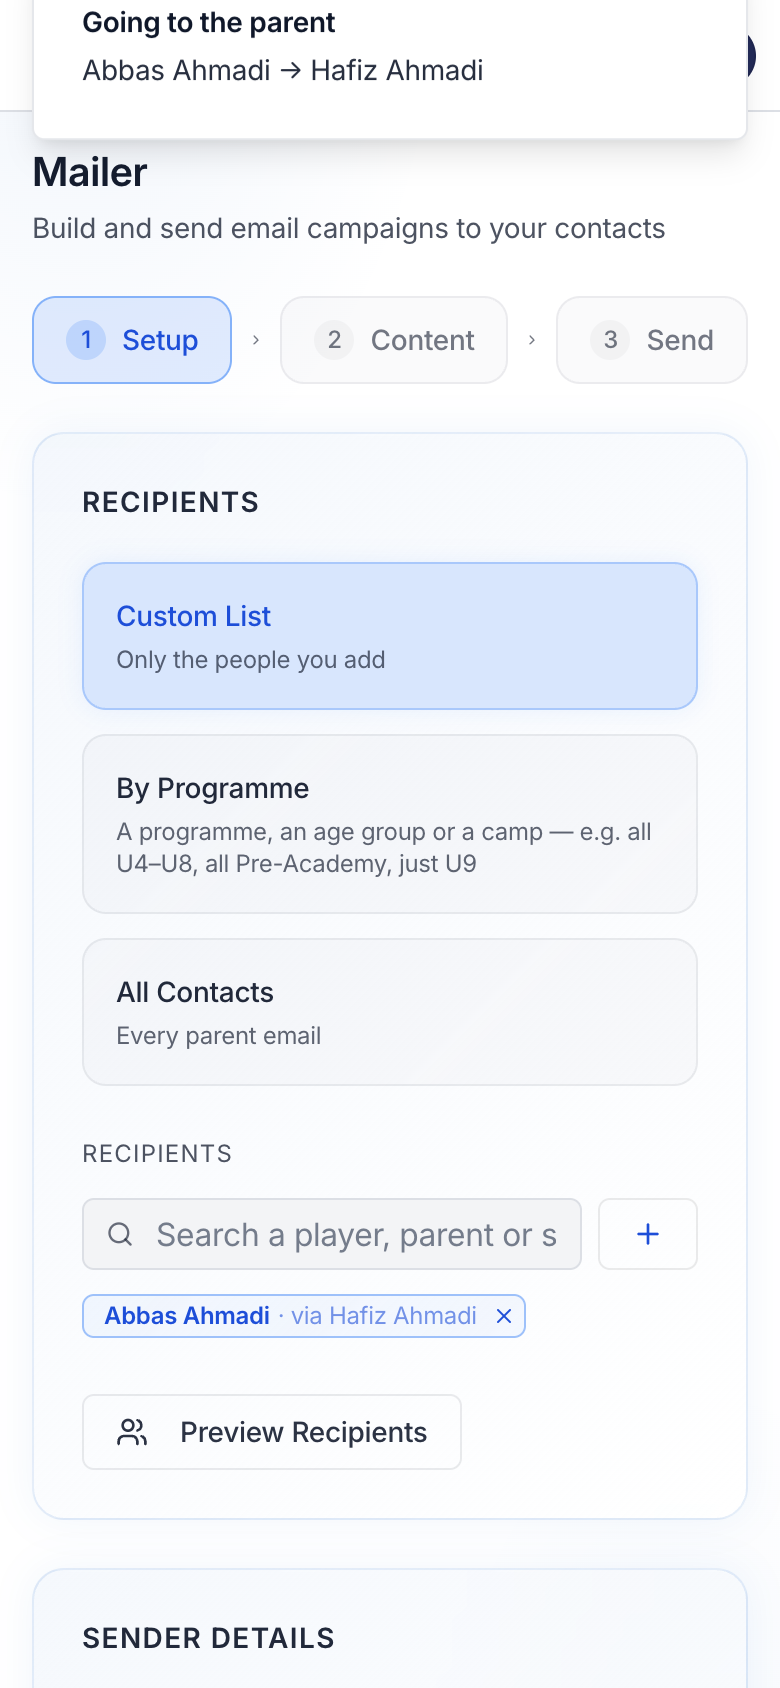 Going to the parent
Abbas Ahmadi → Hafiz Ahmadi
Mailer
Build and send email campaigns to your contacts
1 Setup › 2 Content › 3 Send
RECIPIENTS
Custom List
Only the people you add
By Programme
A programme, an age group or a camp — e.g. all
U4–U8, all Pre-Academy, just U9
All Contacts
Every parent email
RECIPIENTS
Search a player, parent or s
Abbas Ahmadi · via Hafiz Ahmadi
Preview Recipients
SENDER DETAILS